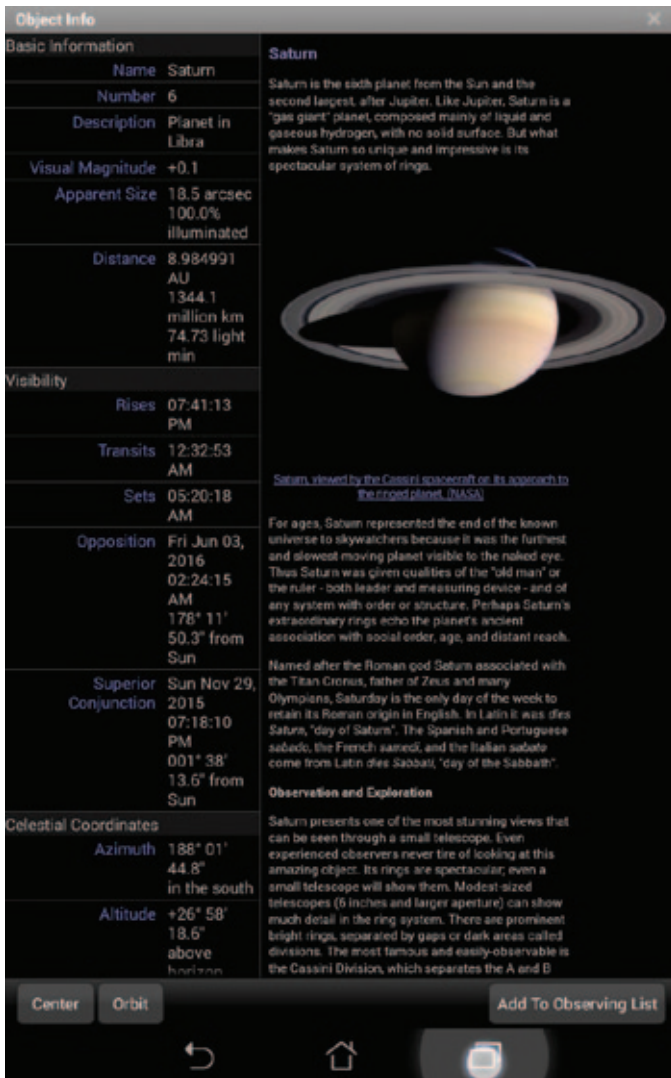 Object Info
Basic Information
Name Saturn
Number 6
Description Planet in
Libra
Visual Magnitude +0.1
Apparent Size 18.5 arcsec
100.0%
illuminated
Distance 8.984991
AU
1344.1
million km
74.73 light
min
Visibility
Rises 07:41:13
PM
Transits 12:32:53
AM
Sets 05:20:18
AM
Opposition Fri Jun 03,
2016
02:24:15
AM
178° 11'
50.3" from
Sun
Superior Sun Nov 29,
Conjunction 2015
07:18:10
PM
001° 38'
13.6" from
Sun
Celestial Coordinates
Azimuth 188° 01'
44.8"
in the south
Altitude +26° 58'
18.6"
above
horizon
Saturn
Saturn is the sixth planet from the Sun and the
second largest, after Jupiter. Like Jupiter, Saturn is a
"gas giant" planet, composed mainly of liquid and
gaseous hydrogen, with no solid surface. But what
makes Saturn so unique and impressive is its
spectacular system of rings.
Saturn, viewed by the Cassini spacecraft on its approach to
the ringed planet. (NASA)
For ages, Saturn represented the end of the known
universe to skywatchers because it was the furthest
and slowest moving planet visible to the naked eye.
Thus Saturn was given qualities of the "old man" or
the ruler - both leader and measuring device - and of
any system with order or structure. Perhaps Saturn's
extraordinary rings echo the planet's ancient
association with social order, age, and distant reach.
Named after the Roman god Saturn associated with
the Titan Cronus, father of Zeus and many
Olympians, Saturday is the only day of the week to
retain its Roman origin in English. In Latin it was dies
Saturn, "day of Saturn". The Spanish and Portuguese
sabado, the French samedi, and the Italian sabato
come from Latin dies Sabbati, "day of the Sabbath".
Observation and Exploration
Saturn presents one of the most stunning views that
can be seen through a small telescope. Even
experienced observers never tire of looking at this
amazing object. Its rings are spectacular; even a
small telescope will show them. Modest-sized
telescopes (6 inches and larger aperture) can show
much detail in the ring system. There are prominent
bright rings, separated by gaps or dark areas called
divisions. The most famous and easily-observable is
the Cassini Division, which separates the A and B
Center
Orbit
Add To Observing List